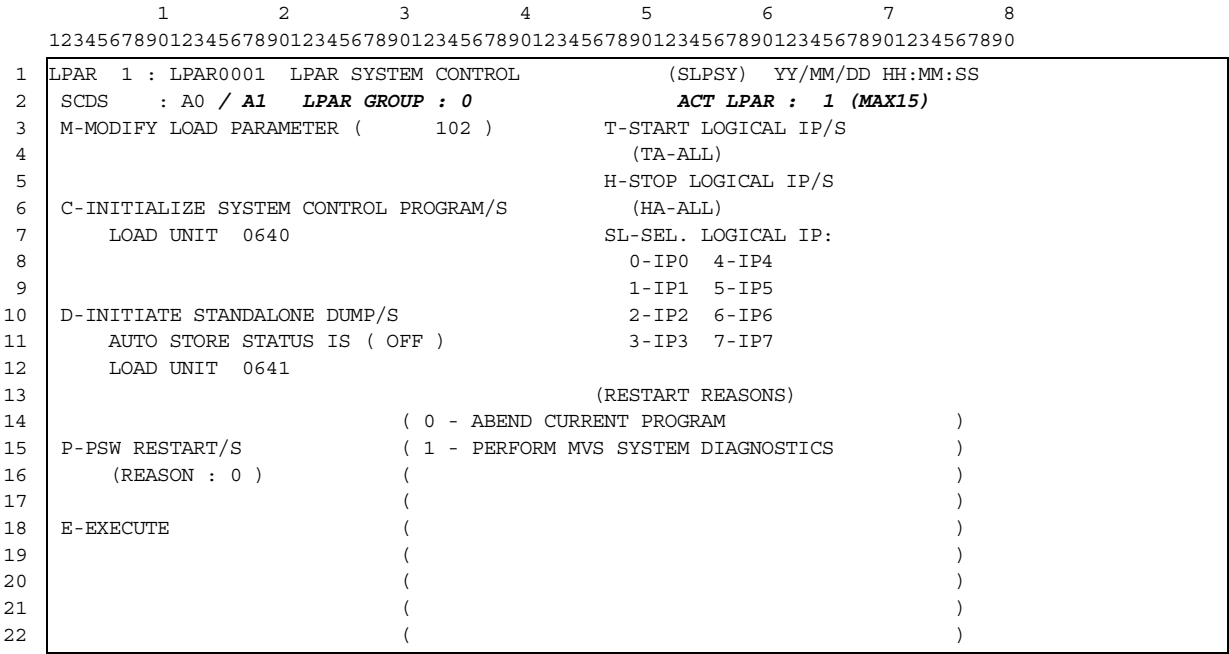 1         2         3         4         5         6         7         8
12345678901234567890123456789012345678901234567890123456789012345678901234567890
1 LPAR  1 : LPAR0001  LPAR SYSTEM CONTROL            (SLPSY)  YY/MM/DD HH:MM:SS
2  SCDS    : A0 / A1   LPAR GROUP : 0                 ACT LPAR :  1 (MAX15)
3  M-MODIFY LOAD PARAMETER (      102 )         T-START LOGICAL IP/S
4                                                 (TA-ALL)
5                                               H-STOP LOGICAL IP/S
6  C-INITIALIZE SYSTEM CONTROL PROGRAM/S          (HA-ALL)
7      LOAD UNIT  0640                          SL-SEL. LOGICAL IP:
8                                                 0-IP0  4-IP4
9                                                 1-IP1  5-IP5
10  D-INITIATE STANDALONE DUMP/S                   2-IP2  6-IP6
11      AUTO STORE STATUS IS ( OFF )               3-IP3  7-IP7
12      LOAD UNIT  0641
13                                              (RESTART REASONS)
14                              ( 0 - ABEND CURRENT PROGRAM                   )
15  P-PSW RESTART/S             ( 1 - PERFORM MVS SYSTEM DIAGNOSTICS          )
16      (REASON : 0 )           (                                             )
17                              (                                             )
18  E-EXECUTE                   (                                             )
19                              (                                             )
20                              (                                             )
21                              (                                             )
22                              (                                             )